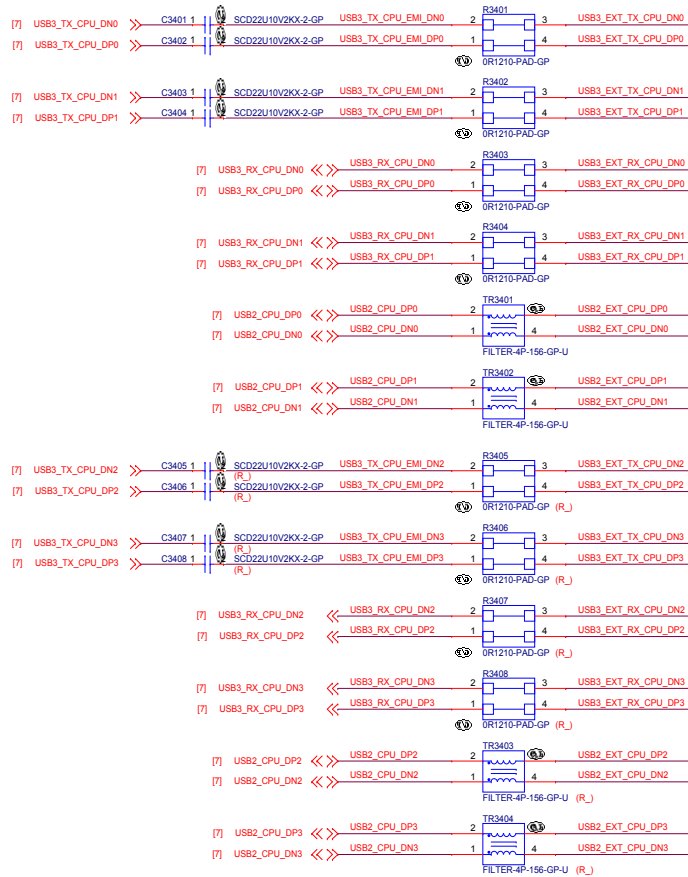 R3401
[7] USB3_TX_CPU_DN0 C3401 1 SCD22U10V2KX-2-GP USB3_TX_CPU_EMI_DN0 2 3 USB3_EXT_TX_CPU_DN0
[7] USB3_TX_CPU_DP0 C3402 1 SCD22U10V2KX-2-GP USB3_TX_CPU_EMI_DP0 1 4 USB3_EXT_TX_CPU_DP0
0R1210-PAD-GP
R3402
[7] USB3_TX_CPU_DN1 C3403 1 SCD22U10V2KX-2-GP USB3_TX_CPU_EMI_DN1 2 3 USB3_EXT_TX_CPU_DN1
[7] USB3_TX_CPU_DP1 C3404 1 SCD22U10V2KX-2-GP USB3_TX_CPU_EMI_DP1 1 4 USB3_EXT_TX_CPU_DP1
0R1210-PAD-GP
R3403
[7] USB3_RX_CPU_DN0 USB3_RX_CPU_DN0 2 3 USB3_EXT_RX_CPU_DN0
[7] USB3_RX_CPU_DP0 USB3_RX_CPU_DP0 1 4 USB3_EXT_RX_CPU_DP0
0R1210-PAD-GP
R3404
[7] USB3_RX_CPU_DN1 USB3_RX_CPU_DN1 2 3 USB3_EXT_RX_CPU_DN1
[7] USB3_RX_CPU_DP1 USB3_RX_CPU_DP1 1 4 USB3_EXT_RX_CPU_DP1
0R1210-PAD-GP
TR3401
[7] USB2_CPU_DP0 USB2_CPU_DP0 2 USB2_EXT_CPU_DP0
[7] USB2_CPU_DN0 USB2_CPU_DN0 1 4 USB2_EXT_CPU_DN0
FILTER-4P-156-GP-U
TR3402
[7] USB2_CPU_DP1 USB2_CPU_DP1 2 USB2_EXT_CPU_DP1
[7] USB2_CPU_DN1 USB2_CPU_DN1 1 4 USB2_EXT_CPU_DN1
FILTER-4P-156-GP-U
R3405
[7] USB3_TX_CPU_DN2 C3405 1 SCD22U10V2KX-2-GP USB3_TX_CPU_EMI_DN2 2 3 USB3_EXT_TX_CPU_DN2
(R_)
[7] USB3_TX_CPU_DP2 C3406 1 SCD22U10V2KX-2-GP USB3_TX_CPU_EMI_DP2 1 4 USB3_EXT_TX_CPU_DP2
(R_) 0R1210-PAD-GP (R_)
R3406
[7] USB3_TX_CPU_DN3 C3407 1 SCD22U10V2KX-2-GP USB3_TX_CPU_EMI_DN3 2 3 USB3_EXT_TX_CPU_DN3
(R_)
[7] USB3_TX_CPU_DP3 C3408 1 SCD22U10V2KX-2-GP USB3_TX_CPU_EMI_DP3 1 4 USB3_EXT_TX_CPU_DP3
(R_) 0R1210-PAD-GP (R_)
R3407
[7] USB3_RX_CPU_DN2 USB3_RX_CPU_DN2 2 3 USB3_EXT_RX_CPU_DN2
[7] USB3_RX_CPU_DP2 USB3_RX_CPU_DP2 1 4 USB3_EXT_RX_CPU_DP2
0R1210-PAD-GP (R_)
R3408
[7] USB3_RX_CPU_DN3 USB3_RX_CPU_DN3 2 3 USB3_EXT_RX_CPU_DN3
[7] USB3_RX_CPU_DP3 USB3_RX_CPU_DP3 1 4 USB3_EXT_RX_CPU_DP3
0R1210-PAD-GP (R_)
TR3403
[7] USB2_CPU_DP2 USB2_CPU_DP2 2 USB2_EXT_CPU_DP2
[7] USB2_CPU_DN2 USB2_CPU_DN2 1 4 USB2_EXT_CPU_DN2
FILTER-4P-156-GP-U (R_)
TR3404
[7] USB2_CPU_DP3 USB2_CPU_DP3 2 USB2_EXT_CPU_DP3
[7] USB2_CPU_DN3 USB2_CPU_DN3 1 4 USB2_EXT_CPU_DN3
FILTER-4P-156-GP-U (R_)